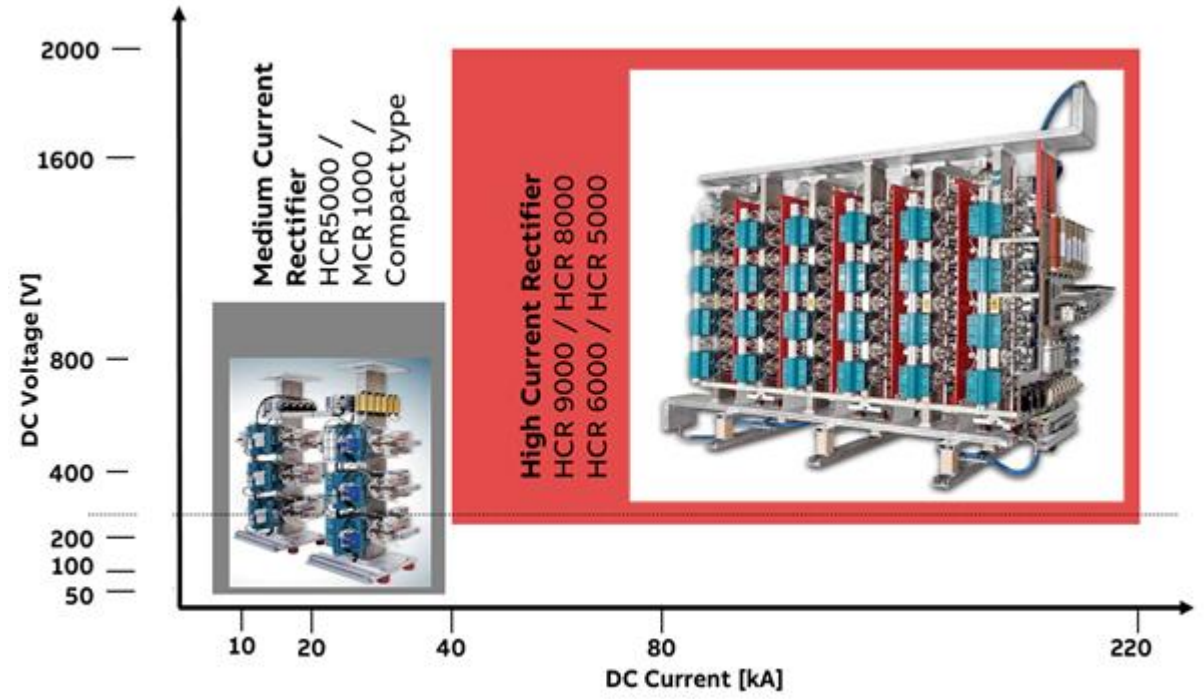 2000
1600
800
400
200
100
50
DC Voltage [V]
Medium Current
Rectifier
HCR5000 /
MCR 1000 /
Compact type
High Current Rectifier
HCR 9000 / HCR 8000
HCR 6000 / HCR 5000
10
20
40
80
220
DC Current [kA]